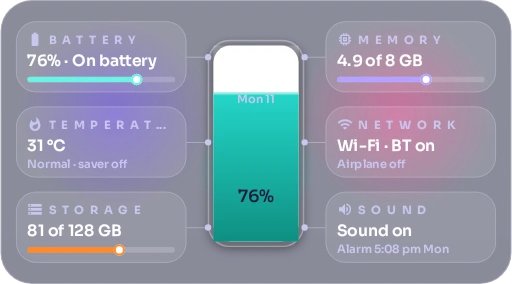 BATTERY
76% · On battery
TEMPERAT...
31 °C
Normal · saver off
STORAGE
81 of 128 GB
Mon 11
76%
MEMORY
4.9 of 8 GB
NETWORK
Wi-Fi · BT on
Airplane off
SOUND
Sound on
Alarm 5:08 pm Mon